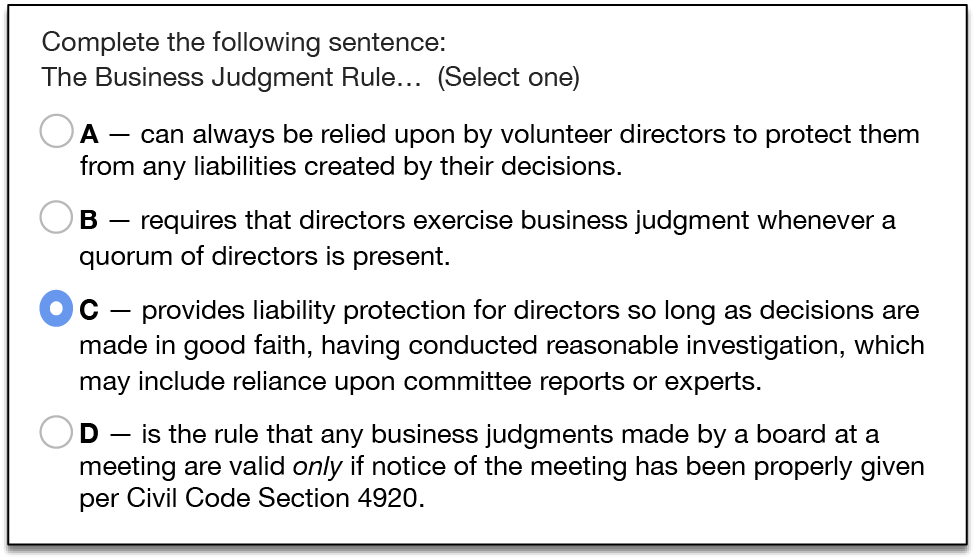 Complete the following sentence:
The Business Judgment Rule… (Select one)
A — can always be relied upon by volunteer directors to protect them
from any liabilities created by their decisions.
B — requires that directors exercise business judgment whenever a
quorum of directors is present.
C — provides liability protection for directors so long as decisions are
made in good faith, having conducted reasonable investigation, which
may include reliance upon committee reports or experts.
D — is the rule that any business judgments made by a board at a
meeting are valid only if notice of the meeting has been properly given
per Civil Code Section 4920.